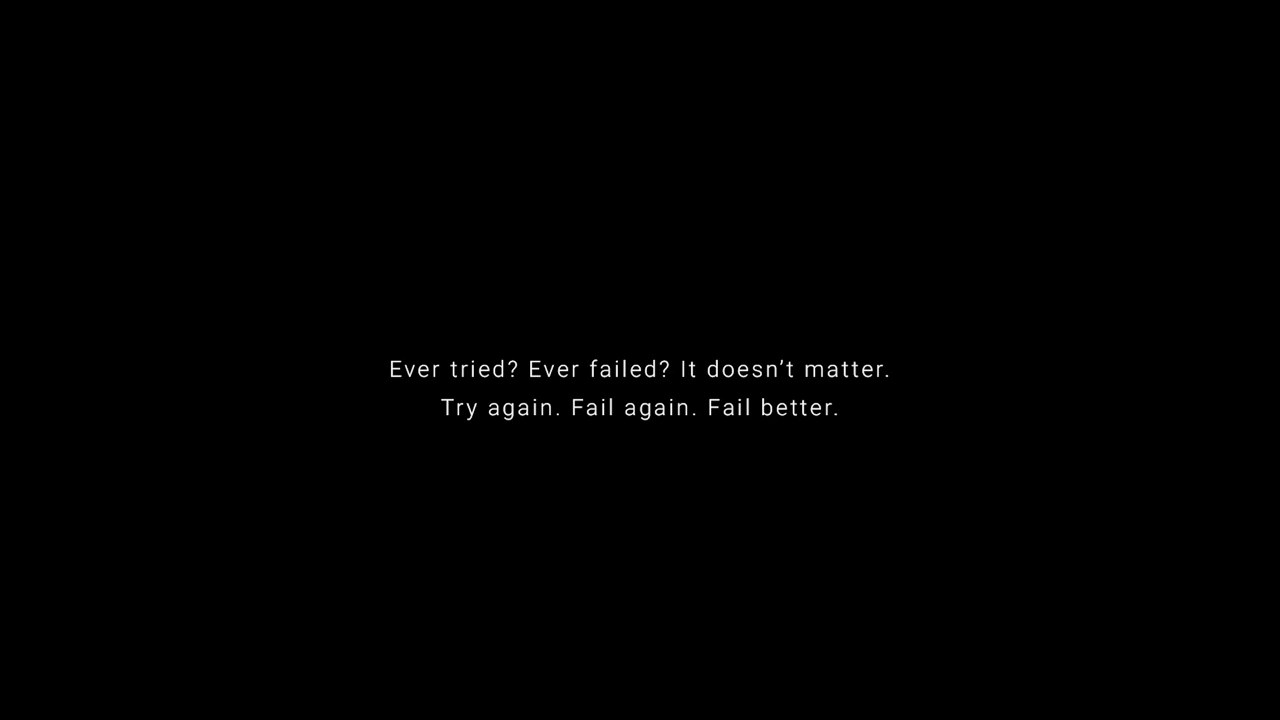 Ever tried? Ever failed? It doesn’t matter.
Try again. Fail again. Fail better.